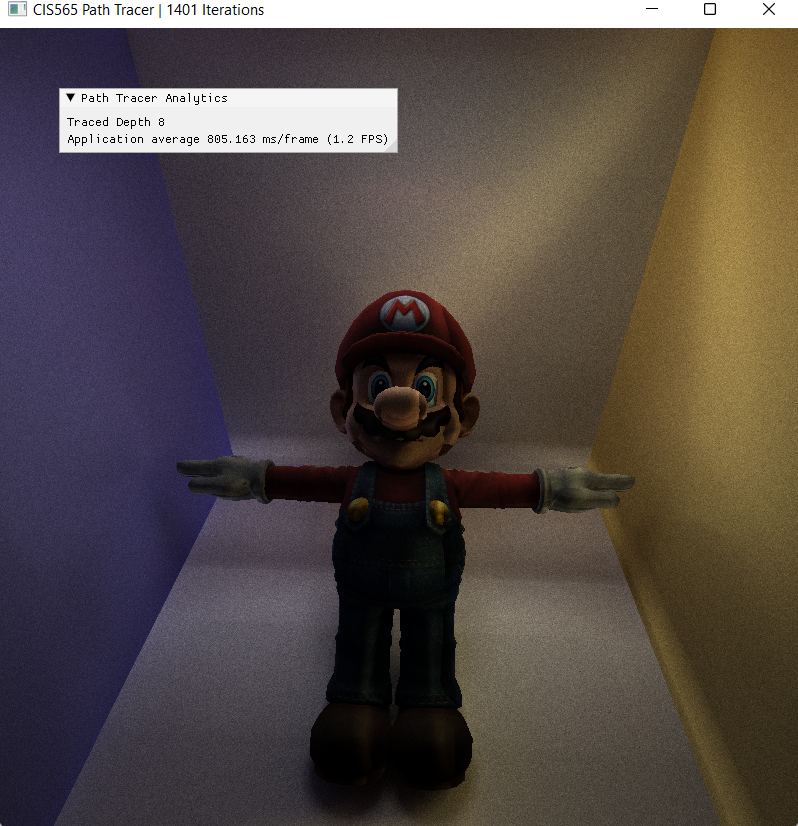 CIS565 Path Tracer | 1401 Iterations
Path Tracer Analytics
Traced Depth 8
Application average 805.163 ms/frame (1.2 FPS)
M